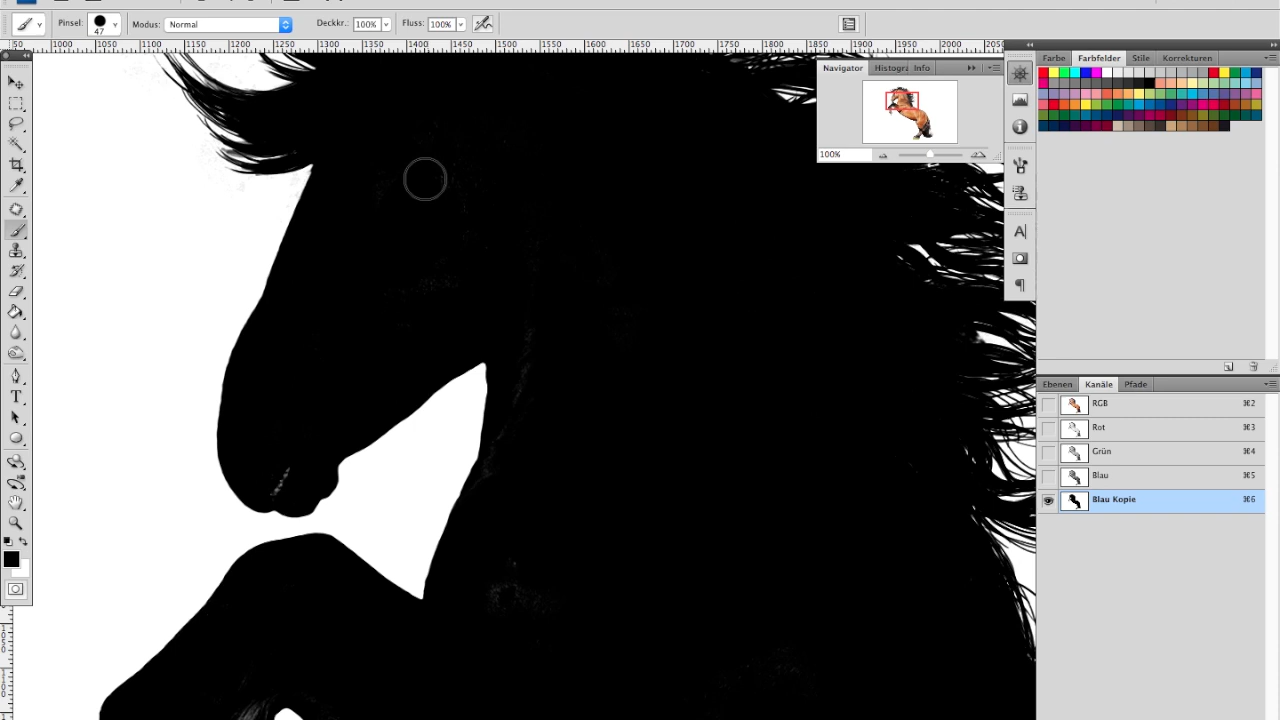 Pinsel: 47 Modus: Normal Deckkr.: 100% Fluss: 100%
50 1000 1050 1100 1150 1200 1250 1300 1350 1400 1450 1500 1550 1600 1650 1700 1750 1800 1850 1900 1950 2000 2050
Navigator Histogra Info
100%
Farbe Farbfelder Stile Korrekturen
Ebenen Kanäle Pfade
RGB ⌘2
Rot ⌘3
Grün ⌘4
Blau ⌘5
Blau Kopie ⌘6